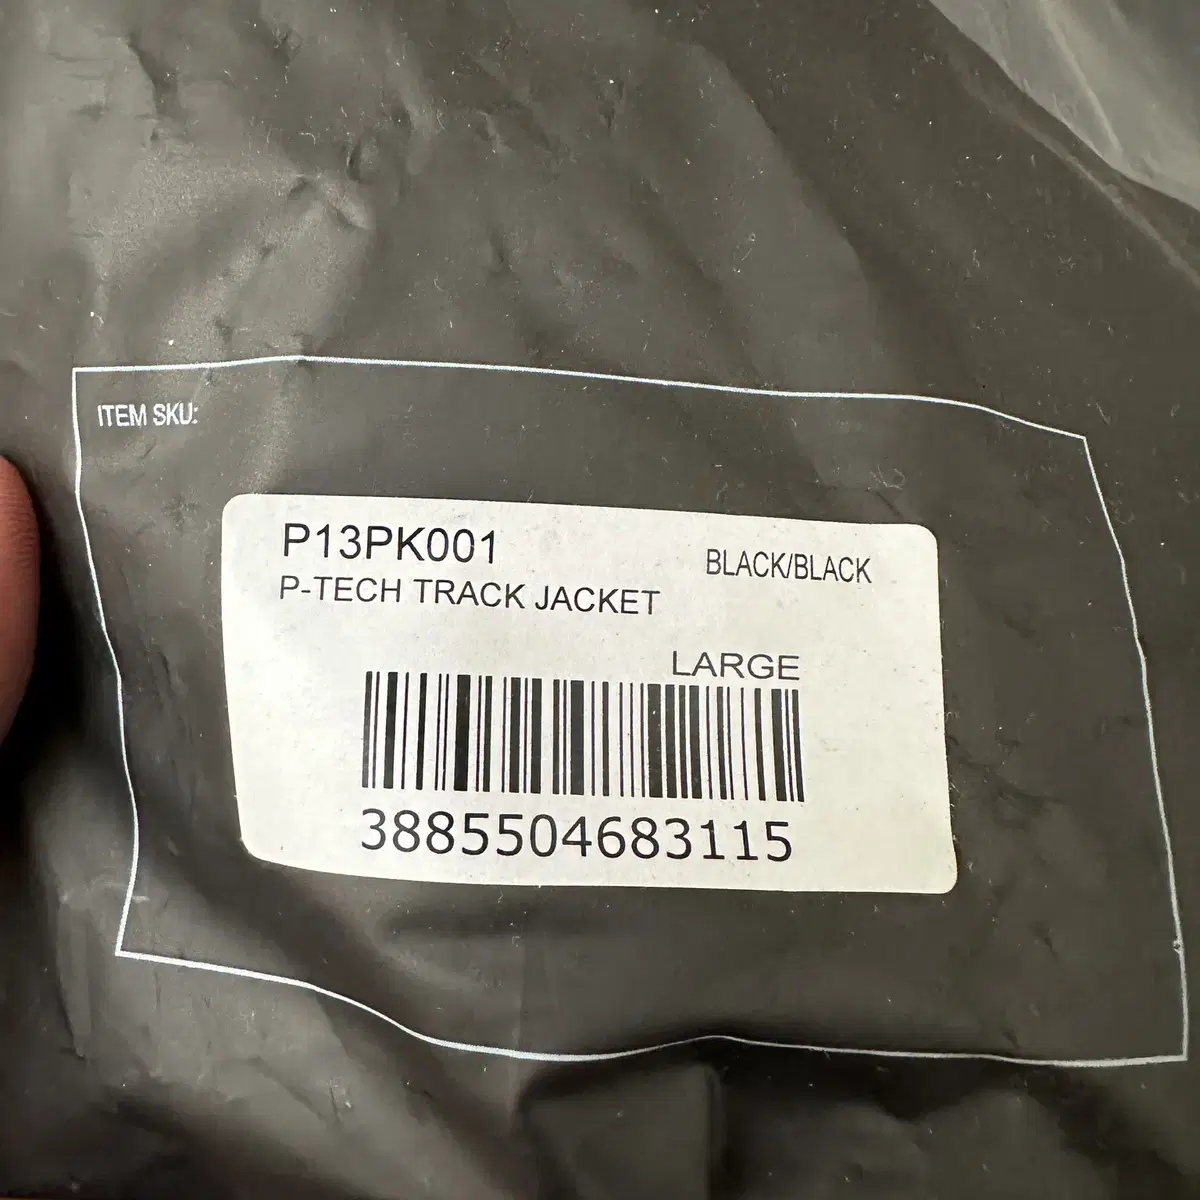 ITEM SKU:
P13PK001
BLACK/BLACK
P-TECH TRACK JACKET
LARGE
3885504683115